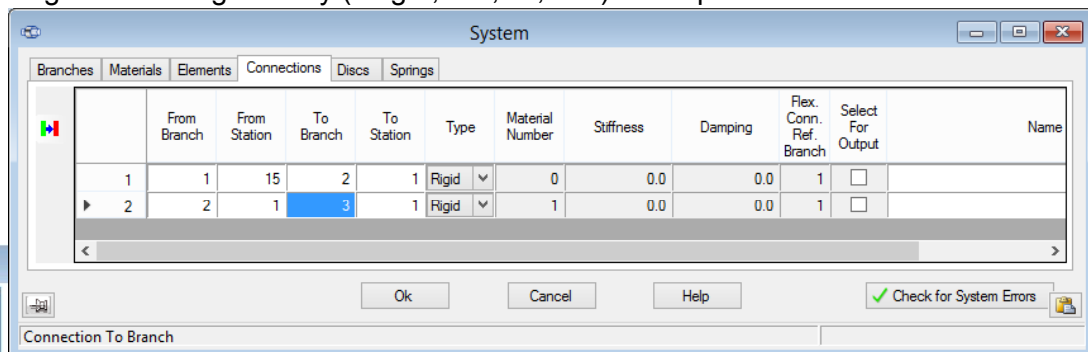 System
Branches Materials Elements Connections Discs Springs
From Branch From Station To Branch To Station Type Material Number Stiffness Damping Flex. Conn. Ref. Branch Select For Output Name
1 1 15 2 1 Rigid 0 0.0 0.0 1
2 2 1 3 1 Rigid 1 0.0 0.0 1
Ok Cancel Help Check for System Errors
Connection To Branch